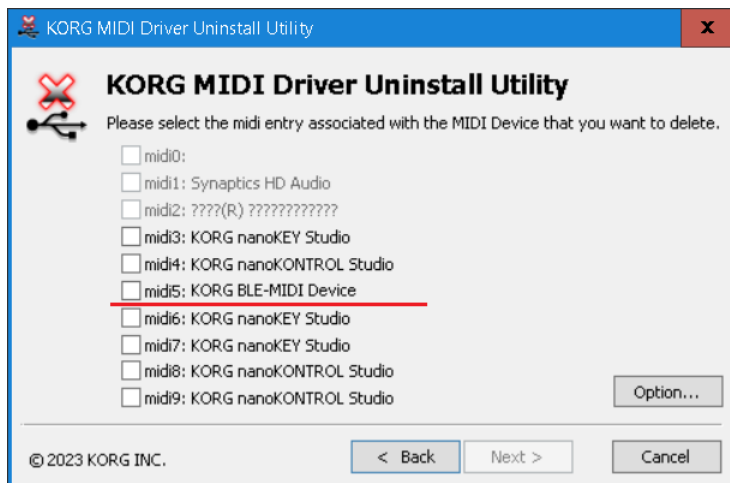 KORG MIDI Driver Uninstall Utility
x
KORG MIDI Driver Uninstall Utility
Please select the midi entry associated with the MIDI Device that you want to delete.
midi0:
midi1: Synaptics HD Audio
midi2: ????(R) ????????????
midi3: KORG nanoKEY Studio
midi4: KORG nanoKONTROL Studio
midi5: KORG BLE-MIDI Device
midi6: KORG nanoKEY Studio
midi7: KORG nanoKEY Studio
midi8: KORG nanoKONTROL Studio
midi9: KORG nanoKONTROL Studio
Option...
© 2023 KORG INC.
< Back
Next >
Cancel